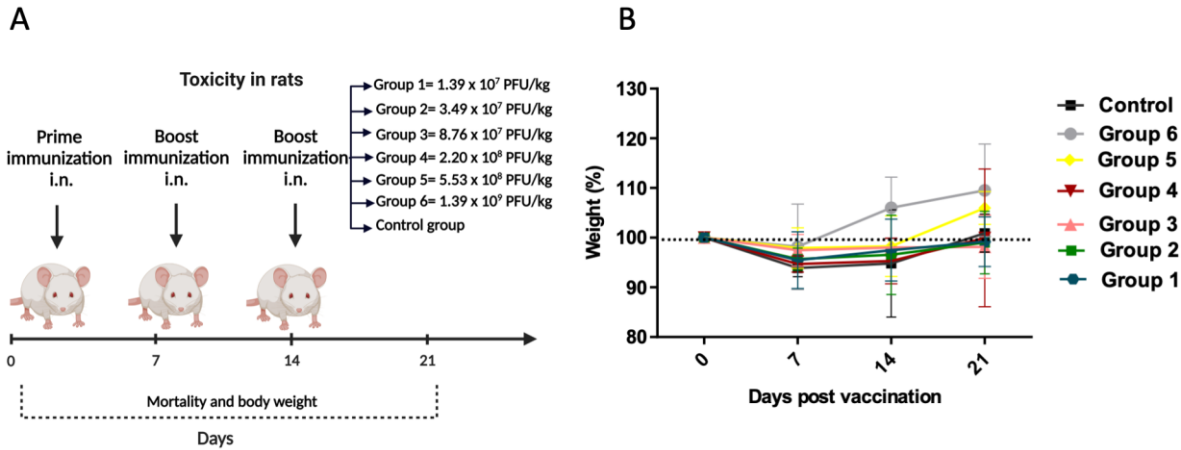 A
Toxicity in rats
Prime
immunization
i.n.
Boost
immunization
i.n.
Boost
immunization
i.n.
Group 1= 1.39 x 10⁷ PFU/kg
Group 2= 3.49 x 10⁷ PFU/kg
Group 3= 8.76 x 10⁷ PFU/kg
Group 4= 2.20 x 10⁸ PFU/kg
Group 5= 5.53 x 10⁸ PFU/kg
Group 6= 1.39 x 10⁹ PFU/kg
Control group
0
7
14
21
Mortality and body weight
Days
B
Weight (%)
130
120
110
100
90
80
0
7
14
21
Days post vaccination
Control
Group 6
Group 5
Group 4
Group 3
Group 2
Group 1